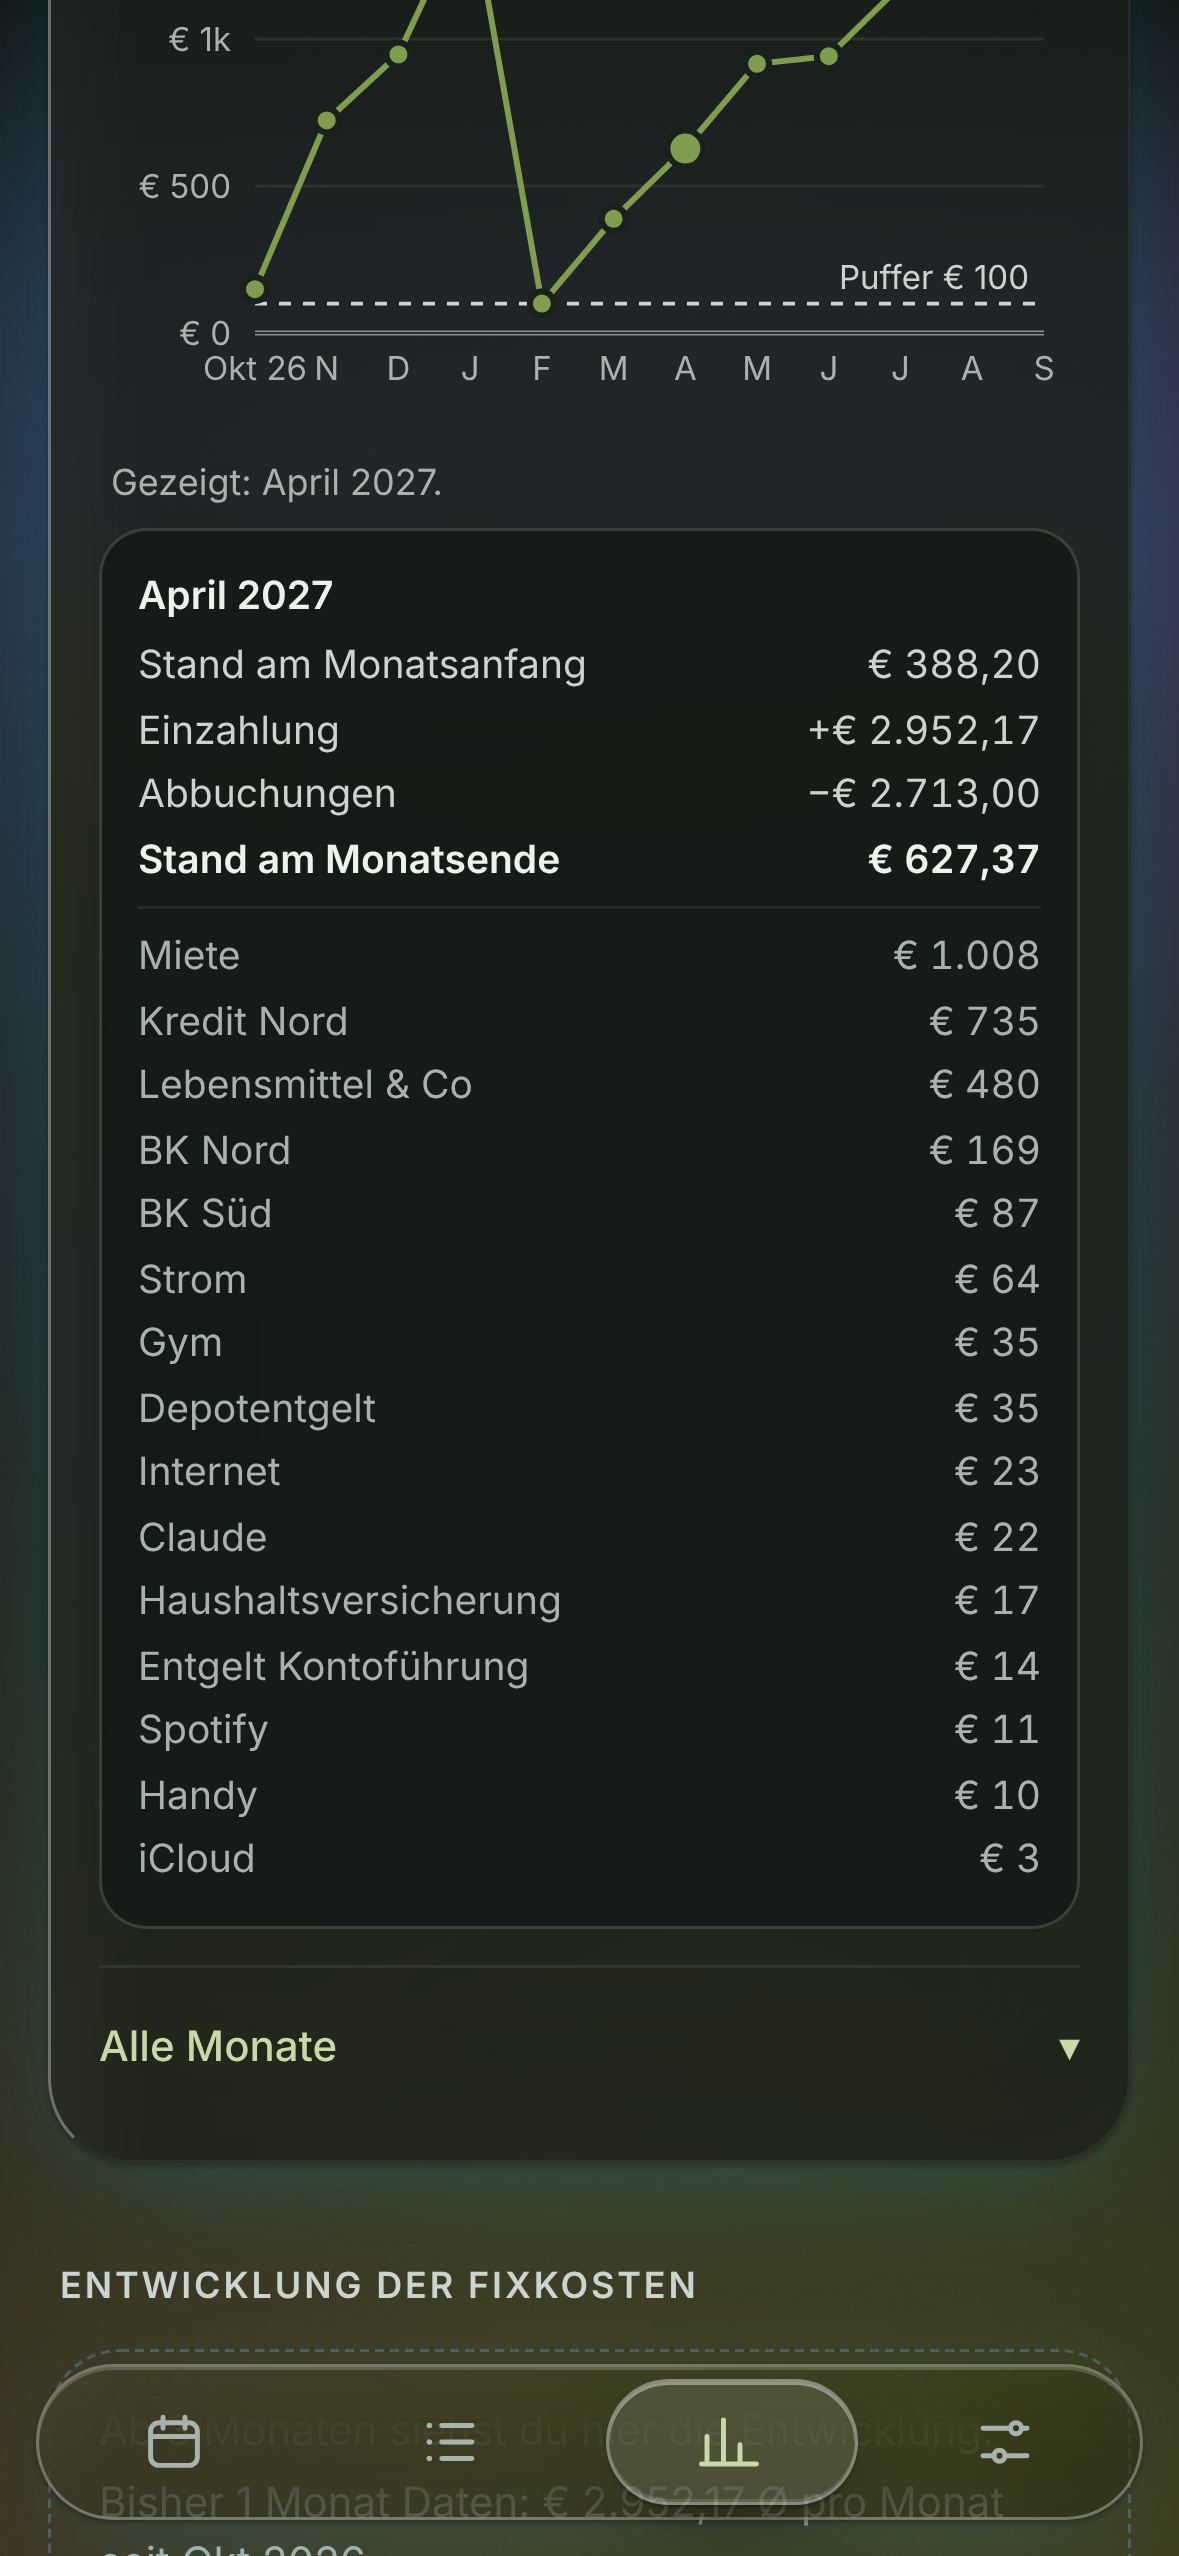 € 1k
€ 500
Puffer € 100
€ 0
Okt 26 N D J F M A M J J A S
Gezeigt: April 2027.
April 2027
Stand am Monatsanfang € 388,20
Einzahlung +€ 2.952,17
Abbuchungen −€ 2.713,00
Stand am Monatsende € 627,37
Miete € 1.008
Kredit Nord € 735
Lebensmittel & Co € 480
BK Nord € 169
BK Süd € 87
Strom € 64
Gym € 35
Depotentgelt € 35
Internet € 23
Claude € 22
Haushaltsversicherung € 17
Entgelt Kontoführung € 14
Spotify € 11
Handy € 10
iCloud € 3
Alle Monate ▼
ENTWICKLUNG DER FIXKOSTEN
Ab Monaten siehst du hier die Entwicklung.
Bisher 1 Monat Daten: € 2.952,17 Ø pro Monat
seit Okt 2026